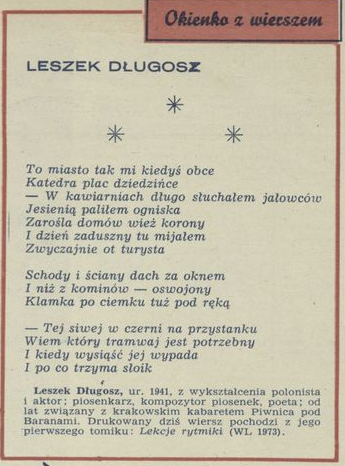 Okienko z wierszem
LESZEK DŁUGOSZ
* * *
To miasto tak mi kiedyś obce
Katedra plac dziedzińce
— W kawiarniach długo słuchałem jałowców
Jesienią paliłem ogniska
Zarośla domów wież korony
I dzień zaduszny tu mijałem
Zwyczajnie ot turysta
Schody i ściany dach za oknem
I niż z kominów — oswojony
Klamka po ciemku tuż pod ręką
— Tej siwej w czerni na przystanku
Wiem który tramwaj jest potrzebny
I kiedy wysiąść jej wypada
I po co trzyma słoik
Leszek Długosz, ur. 1941, z wykształcenia polonista
i aktor; piosenkarz, kompozytor piosenek, poeta; od
lat związany z krakowskim kabaretem Piwnica pod
Baranami. Drukowany dziś wiersz pochodzi z jego
pierwszego tomiku: Lekcje rytmiki (WL 1973).